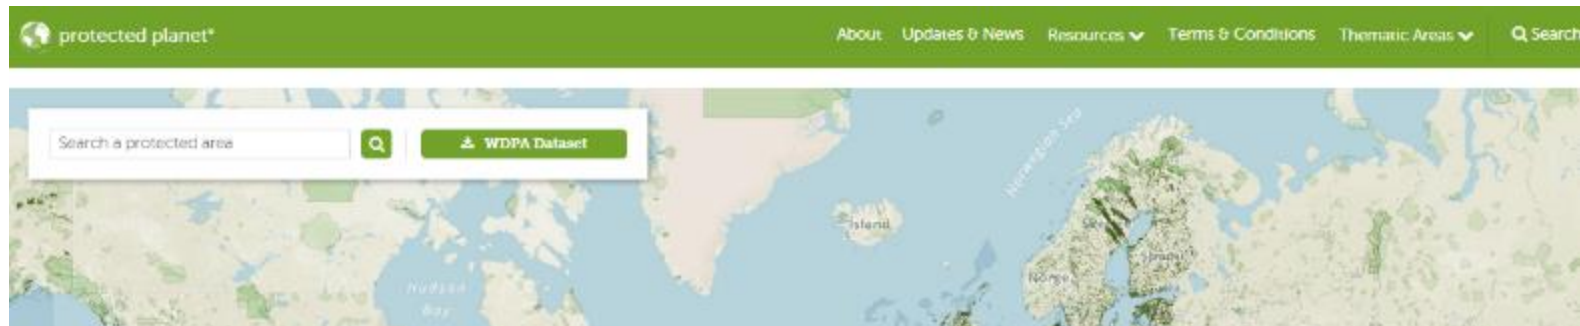 protected planet®
About Updates & News Resources Terms & Conditions Thematic Areas Search
Search a protected area
WDPA Dataset
Norwegian Sea
Ísland
Norge
Hudson
Bay